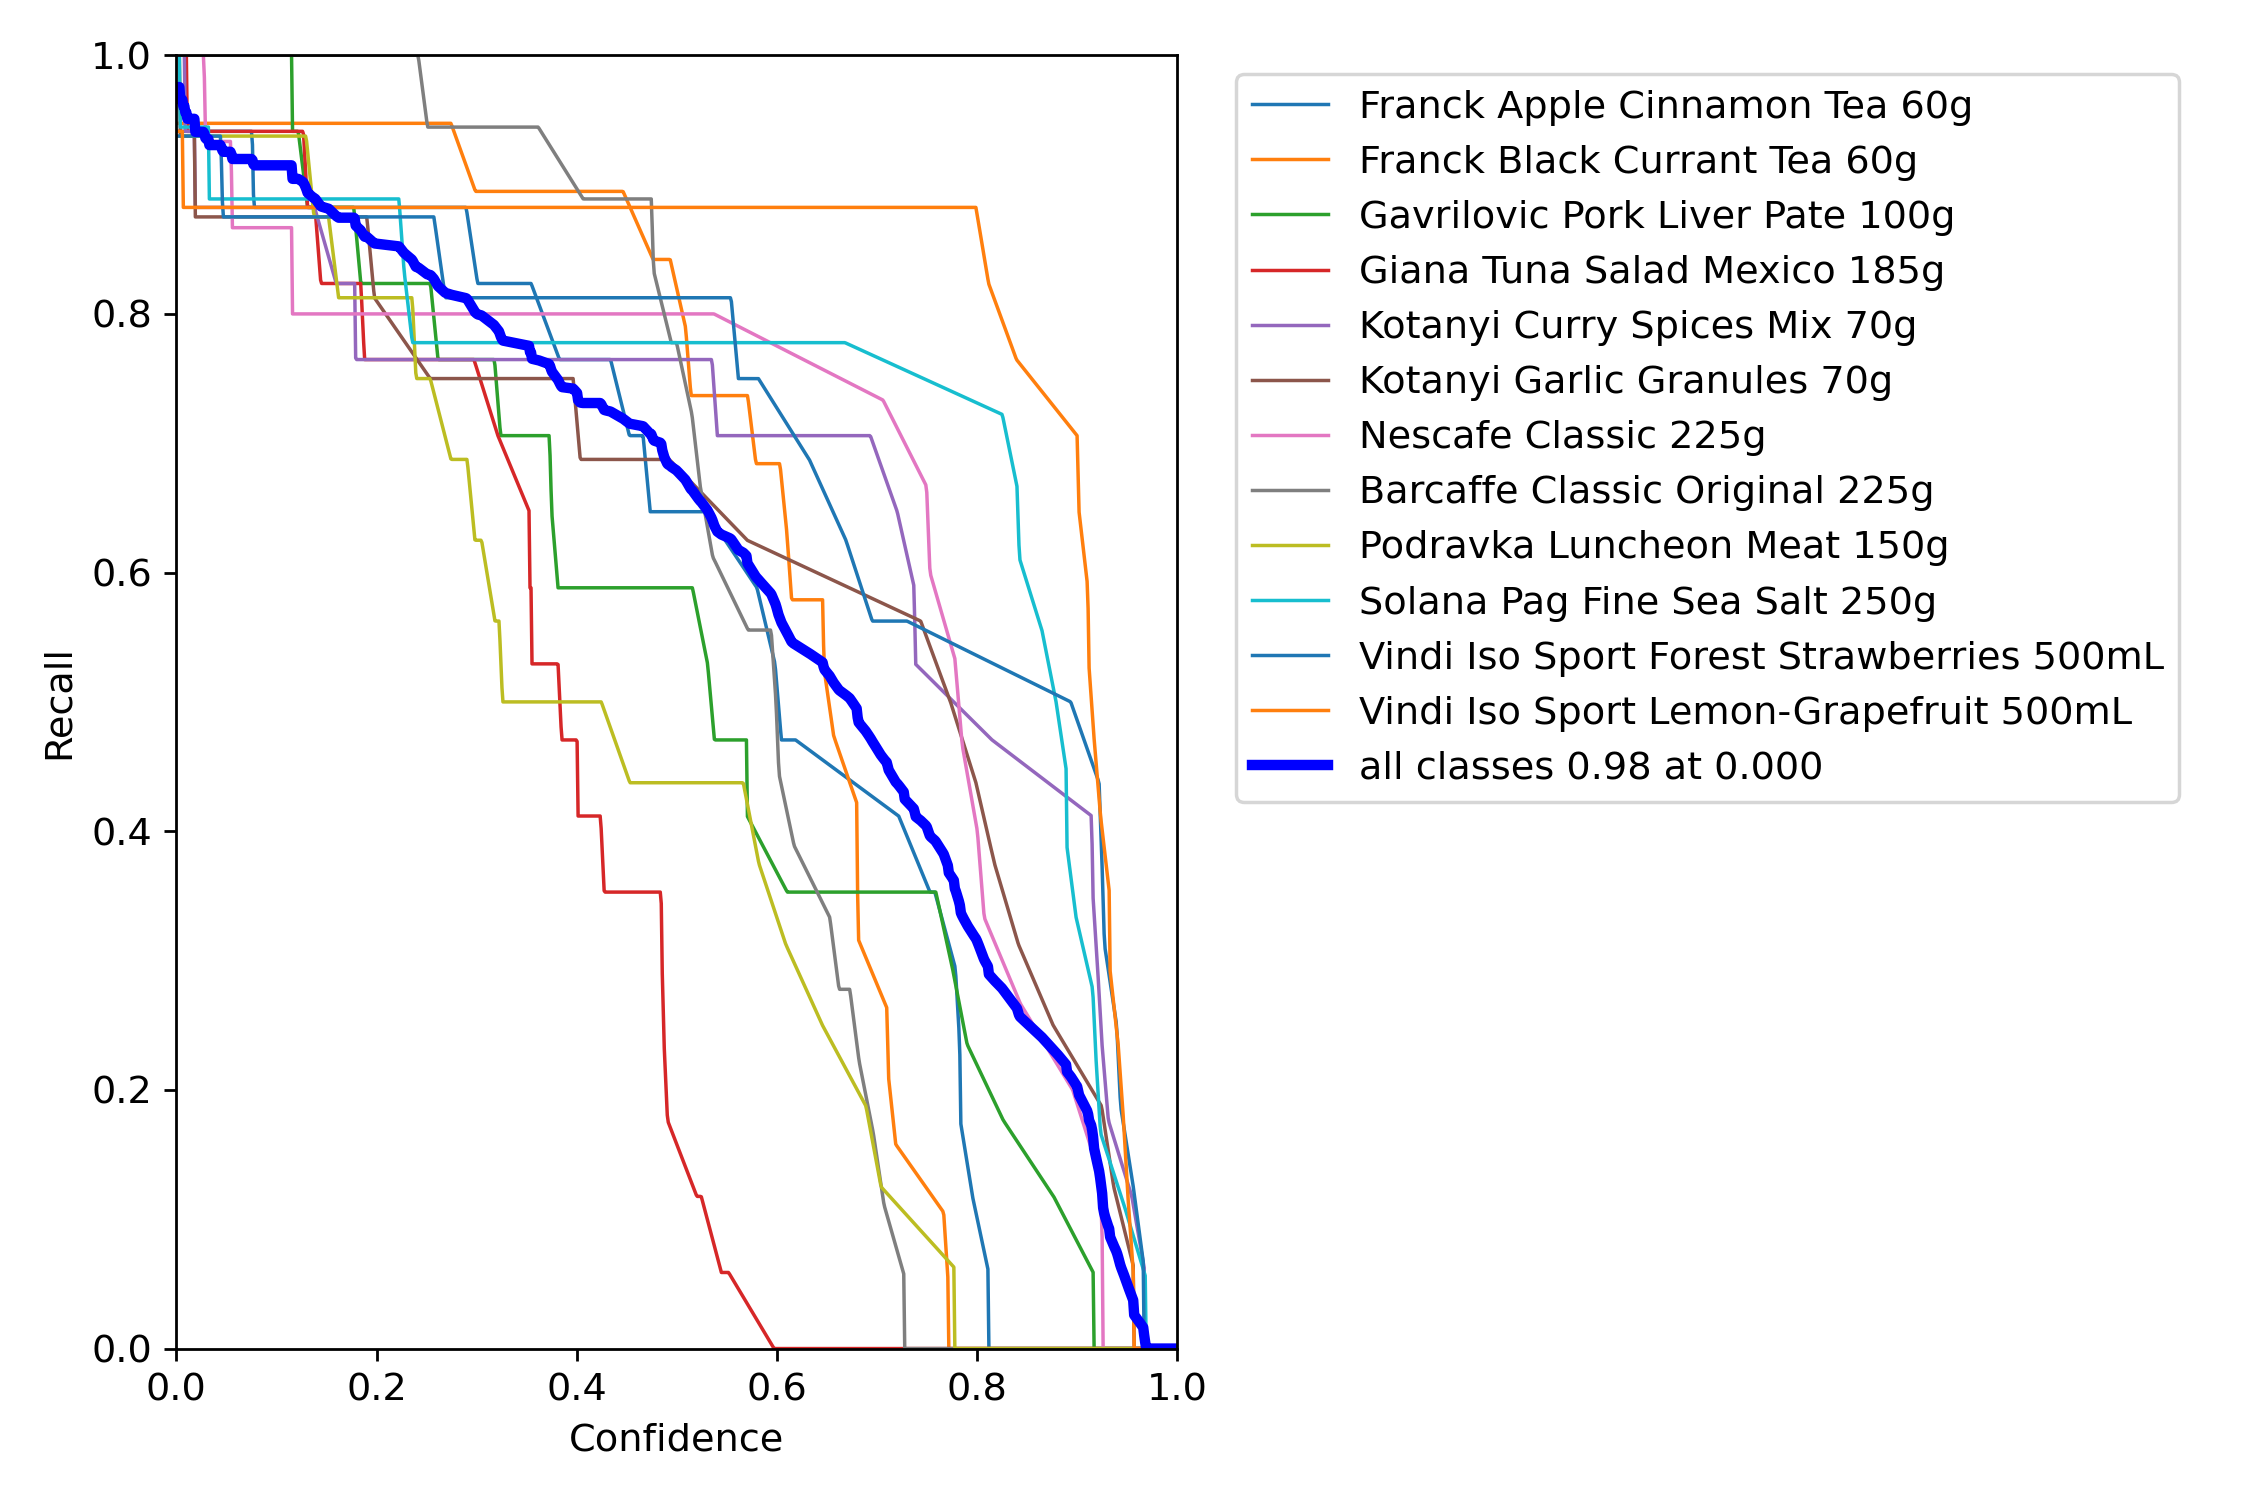 1.0
0.8
0.6
0.4
0.2
0.0
Recall
0.0 0.2 0.4 0.6 0.8 1.0
Confidence
Franck Apple Cinnamon Tea 60g
Franck Black Currant Tea 60g
Gavrilovic Pork Liver Pate 100g
Giana Tuna Salad Mexico 185g
Kotanyi Curry Spices Mix 70g
Kotanyi Garlic Granules 70g
Nescafe Classic 225g
Barcaffe Classic Original 225g
Podravka Luncheon Meat 150g
Solana Pag Fine Sea Salt 250g
Vindi Iso Sport Forest Strawberries 500mL
Vindi Iso Sport Lemon-Grapefruit 500mL
all classes 0.98 at 0.000